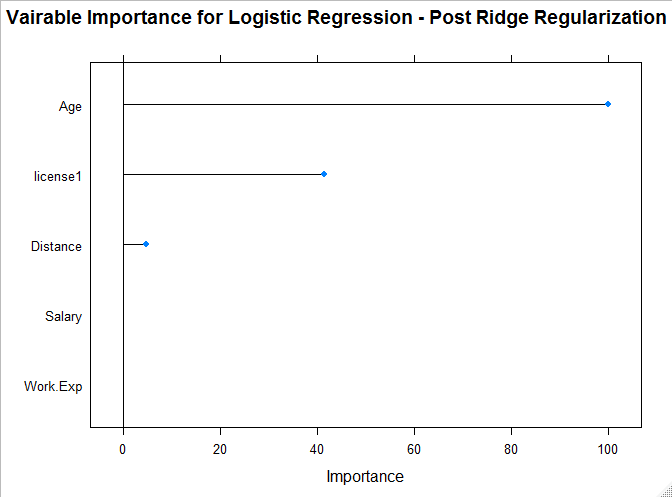 Vairable Importance for Logistic Regression - Post Ridge Regularization
Age
license1
Distance
Salary
Work.Exp
0 20 40 60 80 100
Importance